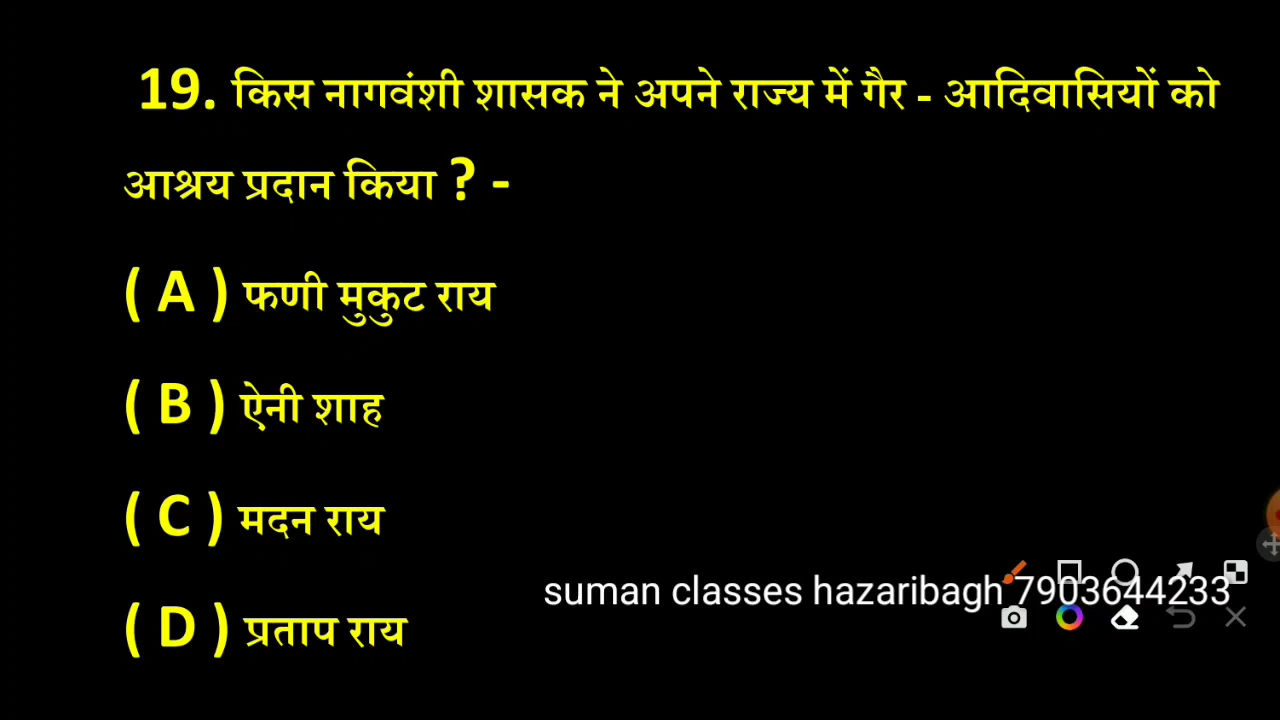 19. किस नागवंशी शासक ने अपने राज्य में गैर - आदिवासियों को
आश्रय प्रदान किया ? -
( A ) फणी मुकुट राय
( B ) ऐनी शाह
( C ) मदन राय
suman classes hazaribagh 7903644233
( D ) प्रताप राय